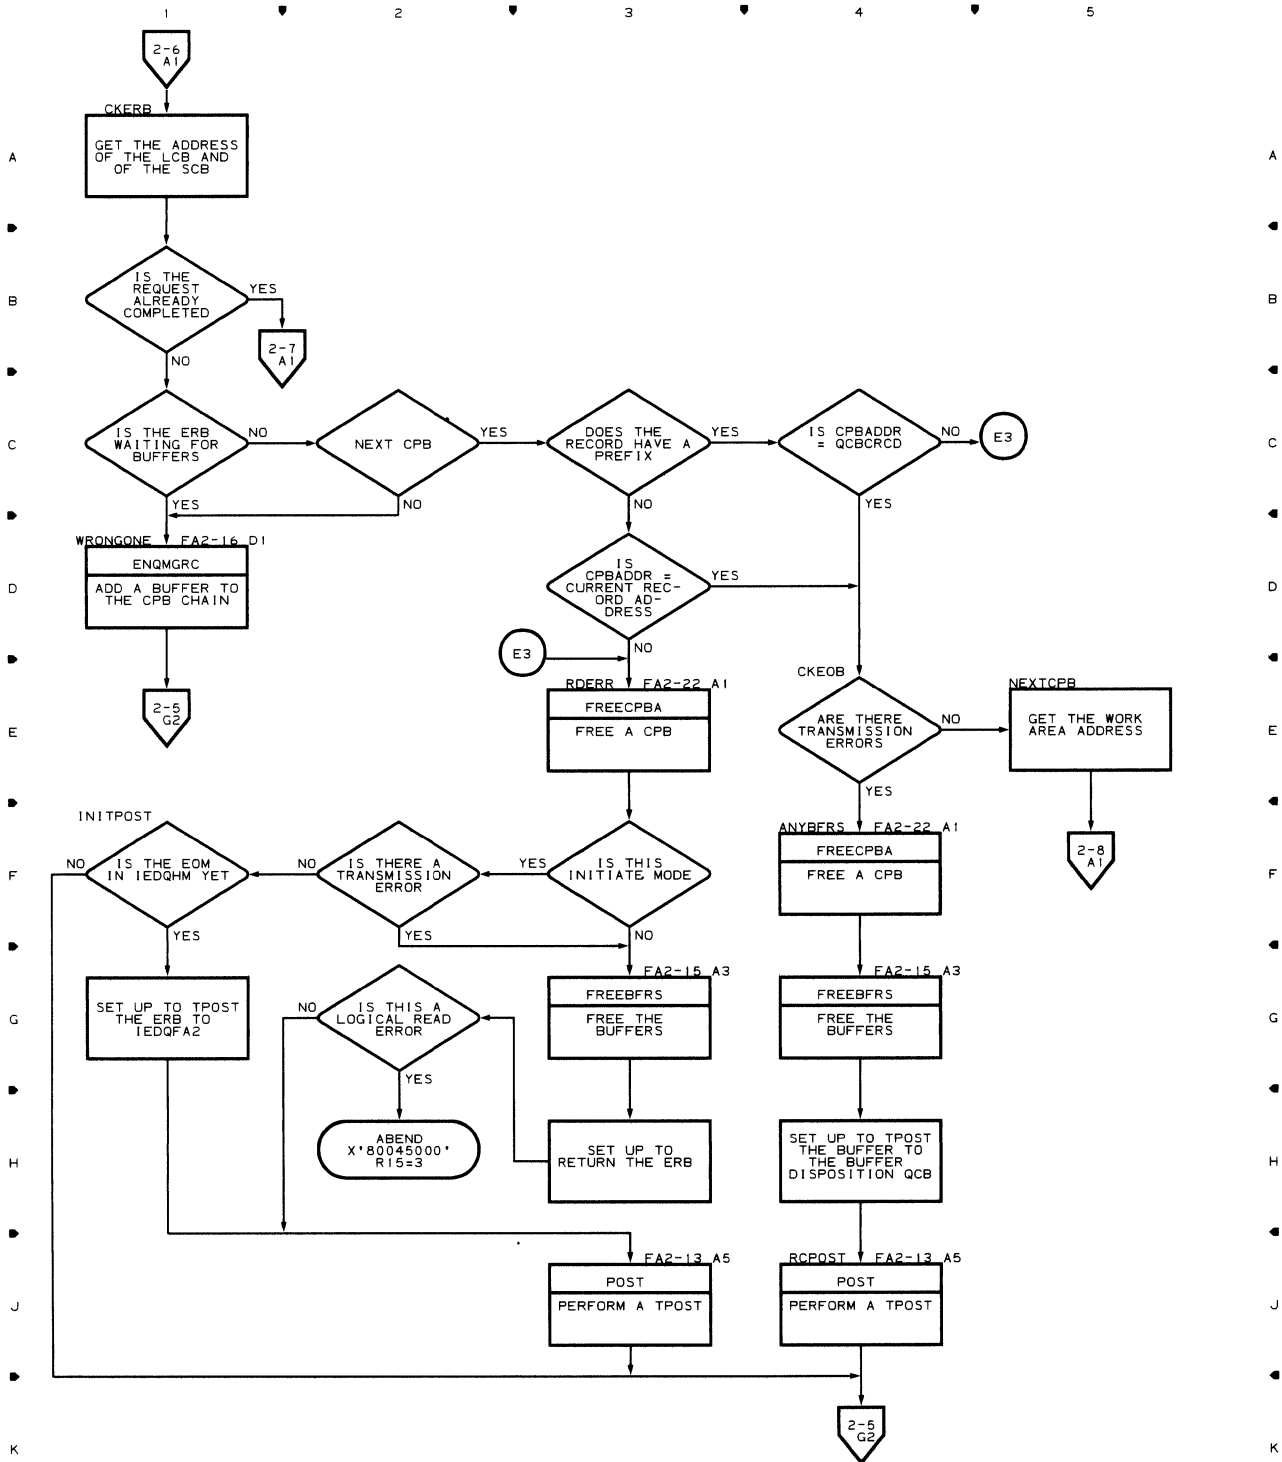 1 2 3 4 5
2-6
A1
CKERB
GET THE ADDRESS
OF THE LCB AND
OF THE SCB
A A
IS THE
REQUEST
ALREADY
COMPLETED
YES
NO
B B
2-7
A1
IS THE ERB
WAITING FOR
BUFFERS
NO
YES
NEXT CPB
YES
NO
DOES THE
RECORD HAVE A
PREFIX
YES
NO
IS CPBADDR
= QCBCRCD
NO
YES
E3
C C
WRONGONE FA2-16 D1
ENQMGRC
ADD A BUFFER TO
THE CPB CHAIN
IS
CPBADDR =
CURRENT REC-
ORD AD-
DRESS
YES
NO
D D
2-5
G2
E3
RDERR FA2-22 A1
FREECPBA
FREE A CPB
CKEOB
ARE THERE
TRANSMISSION
ERRORS
NO
YES
NEXTCPB
GET THE WORK
AREA ADDRESS
E E
INITPOST
IS THE EOM
IN IEDQHM YET
NO
YES
IS THERE A
TRANSMISSION
ERROR
NO
YES
IS THIS
INITIATE MODE
YES
NO
ANYBFRS FA2-22 A1
FREECPBA
FREE A CPB
2-8
A1
F F
SET UP TO TPOST
THE ERB TO
IEDQFA2
IS THIS A
LOGICAL READ
ERROR
NO
YES
FA2-15 A3
FREEBFRS
FREE THE
BUFFERS
FA2-15 A3
FREEBFRS
FREE THE
BUFFERS
G G
ABEND
X'80045000'
R15=3
SET UP TO
RETURN THE ERB
SET UP TO TPOST
THE BUFFER TO
THE BUFFER
DISPOSITION QCB
H H
FA2-13 A5
POST
PERFORM A TPOST
RCPOST FA2-13 A5
POST
PERFORM A TPOST
J J
2-5
G2
K K